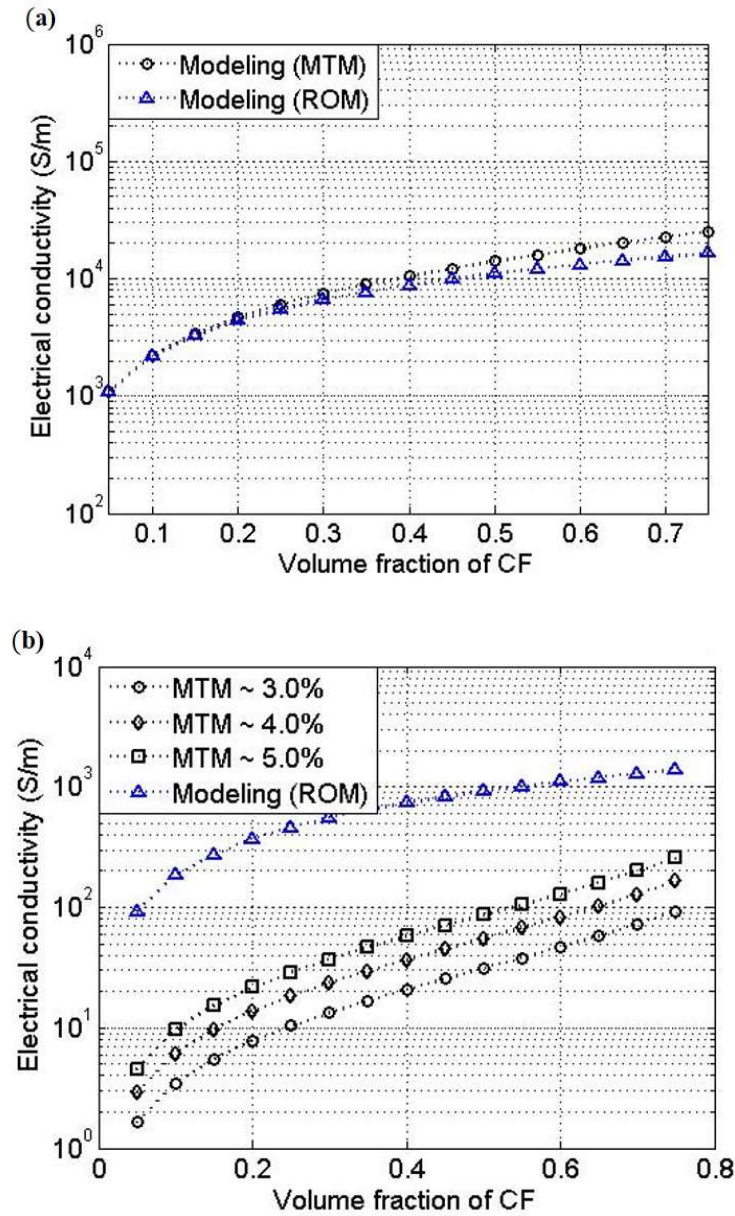 (a)
10^6
10^5
10^4
10^3
10^2
Electrical conductivity (S/m)
Modeling (MTM)
Modeling (ROM)
0.1 0.2 0.3 0.4 0.5 0.6 0.7
Volume fraction of CF
(b)
10^4
10^3
10^2
10^1
10^0
Electrical conductivity (S/m)
MTM ~ 3.0%
MTM ~ 4.0%
MTM ~ 5.0%
Modeling (ROM)
0 0.2 0.4 0.6 0.8
Volume fraction of CF